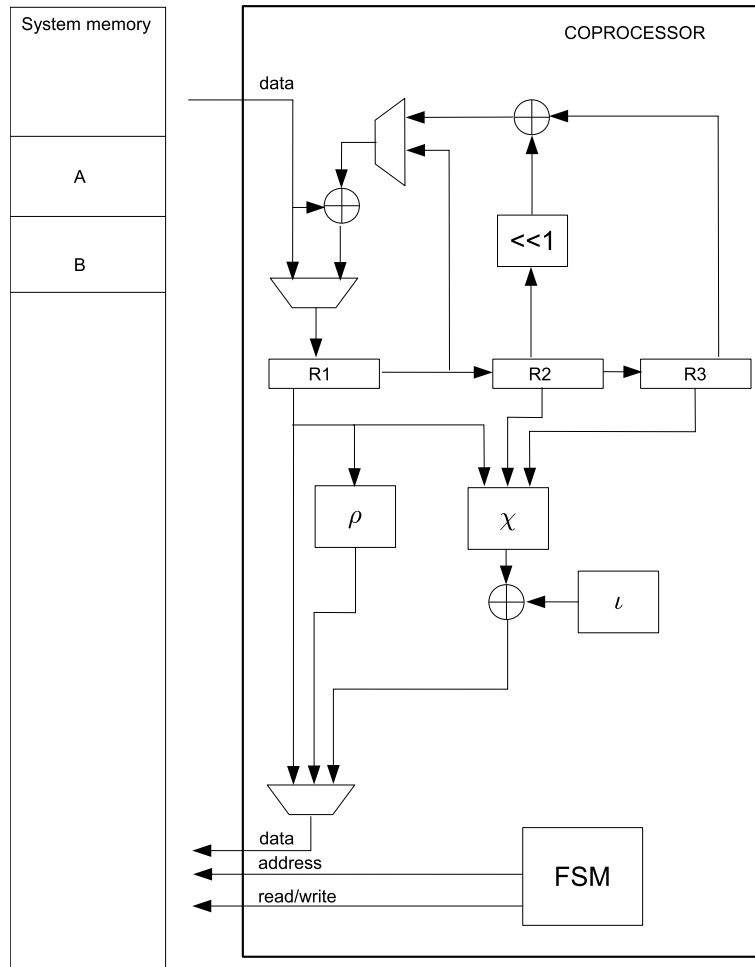 System memory
COPROCESSOR
data
A
<<1
B
R1
R2
R3
ρ
χ
ι
data
address
FSM
read/write